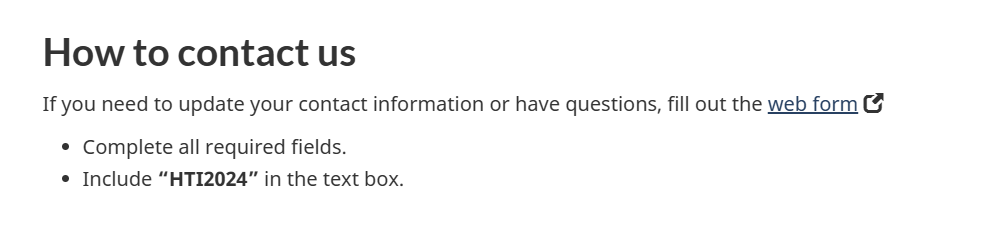 How to contact us
If you need to update your contact information or have questions, fill out the web form
Complete all required fields.
Include “HTI2024” in the text box.